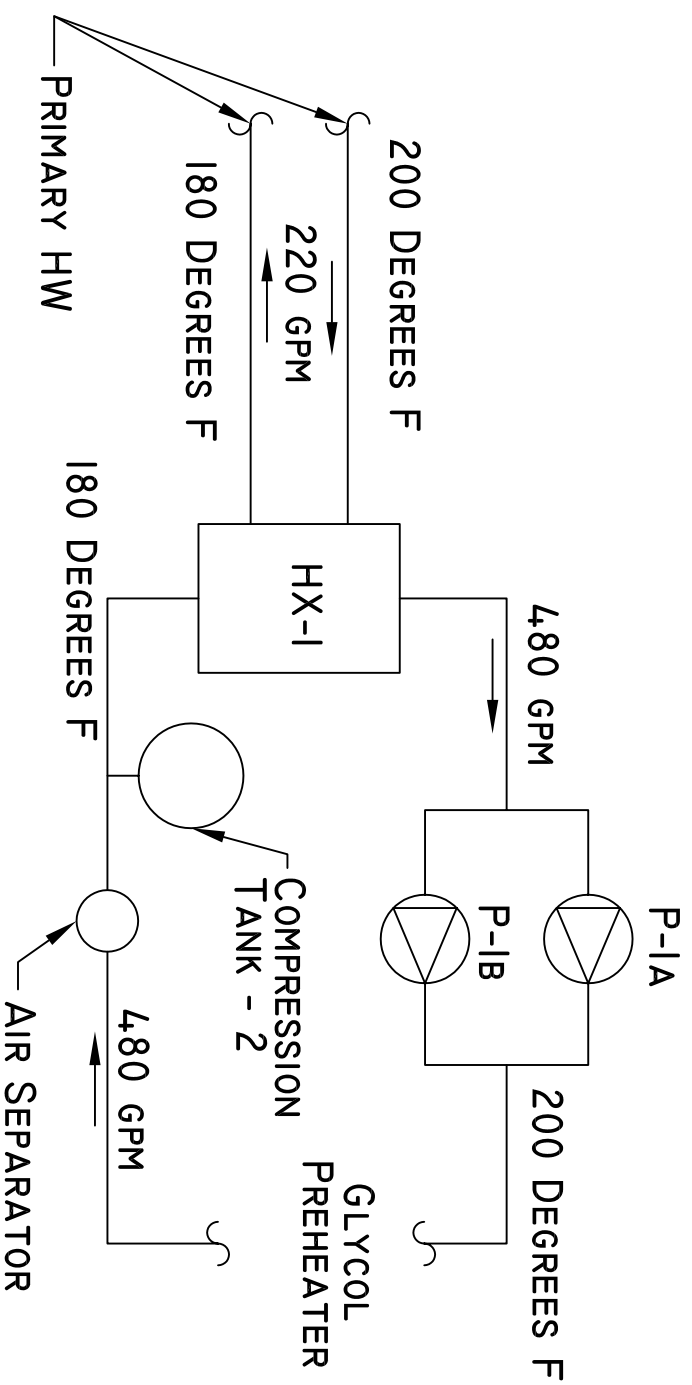 200 Degrees F
220 GPM
180 Degrees F
Primary HW
HX-1
480 GPM
180 Degrees F
P-1A
P-1B
Compression
Tank - 2
200 Degrees F
Glycol
Preheater
480 GPM
Air Separator